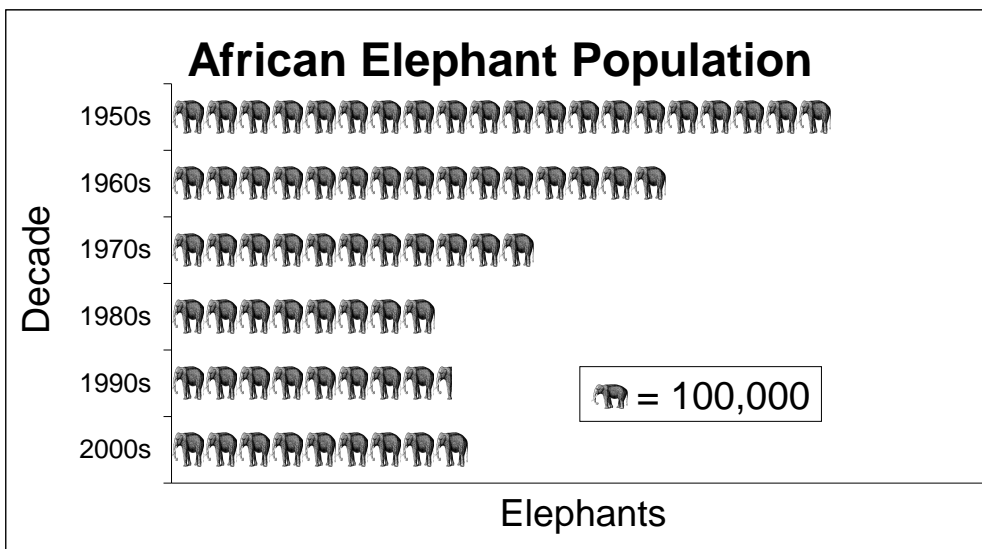 African Elephant Population
Decade
1950s
1960s
1970s
1980s
1990s
2000s
= 100,000
Elephants